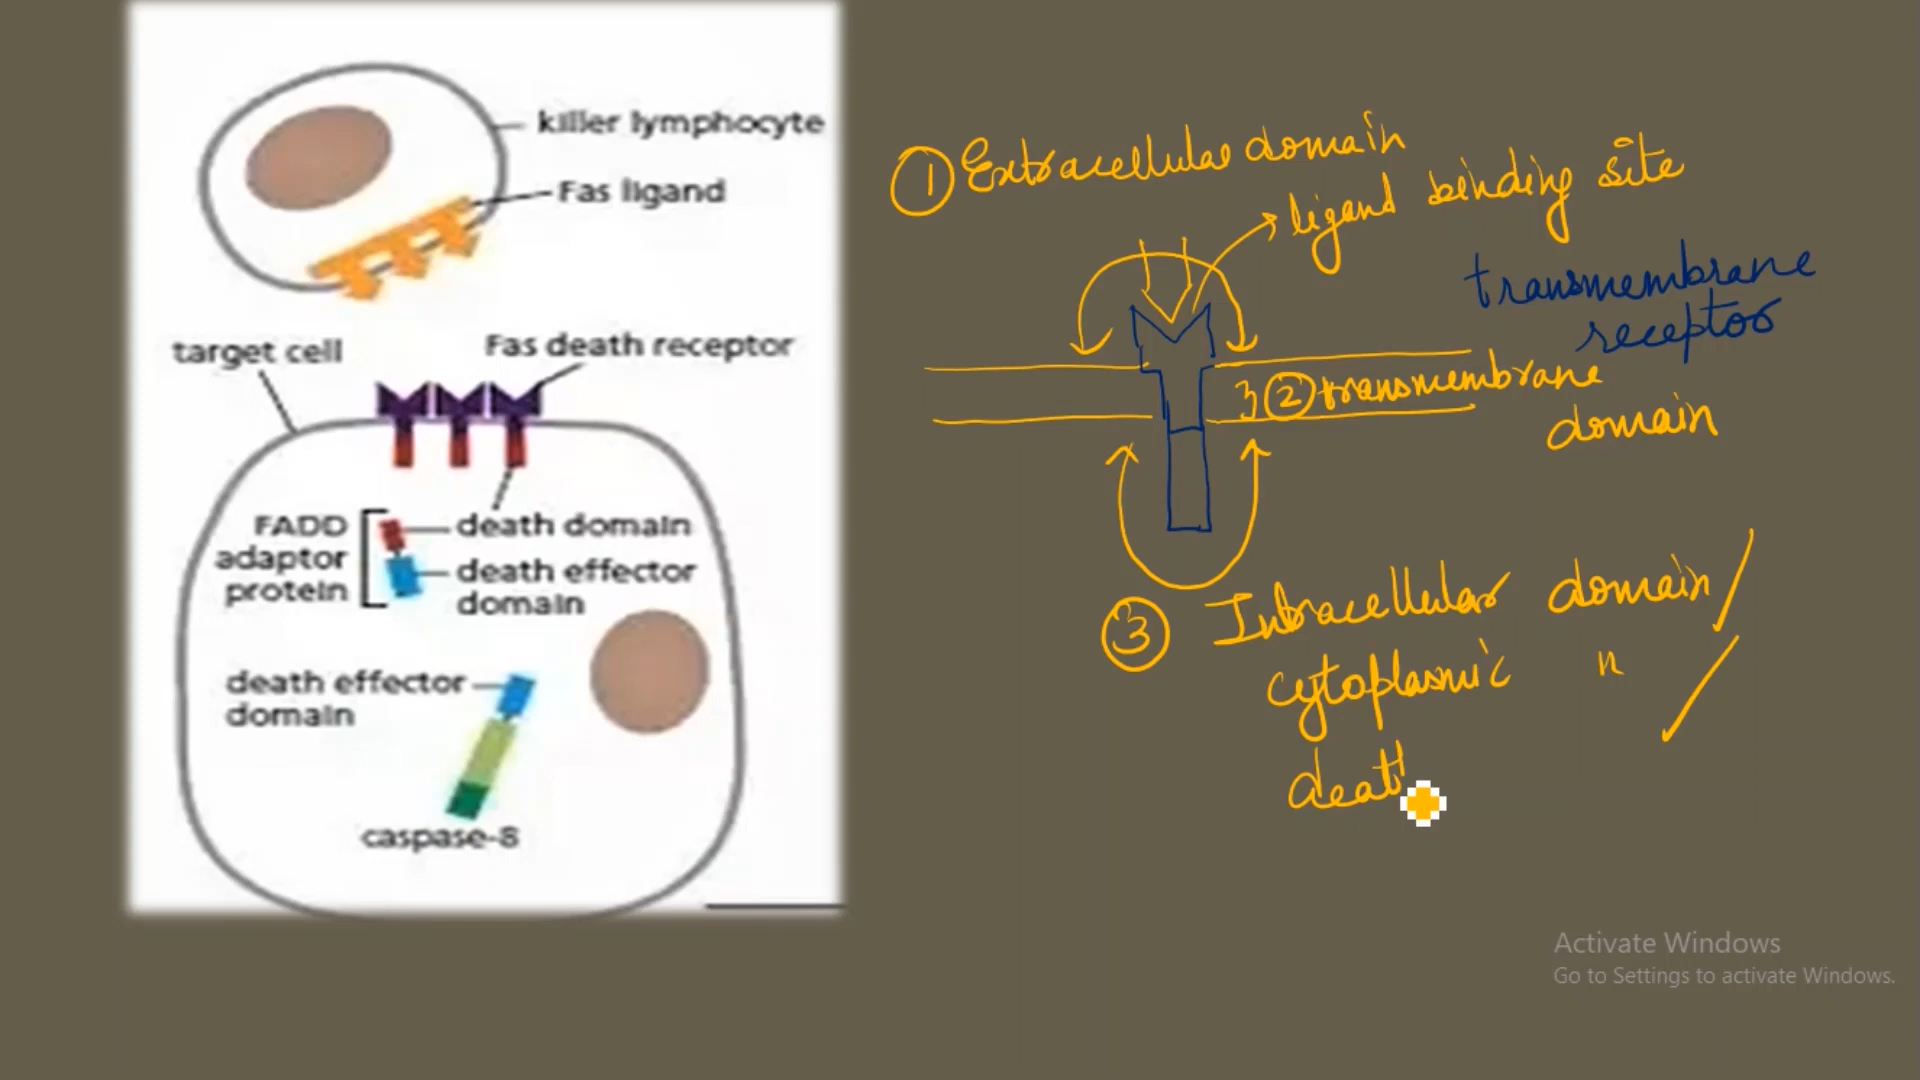 killer lymphocyte
Fas ligand
target cell
Fas death receptor
FADD
adaptor
protein
death domain
death effector
domain
death effector
domain
caspase-8
① Extracellular domain
ligand binding site
transmembrane
receptor
② transmembrane
domain
③ Intracellular domain
cytoplasmic "
death
Activate Windows
Go to Settings to activate Windows.